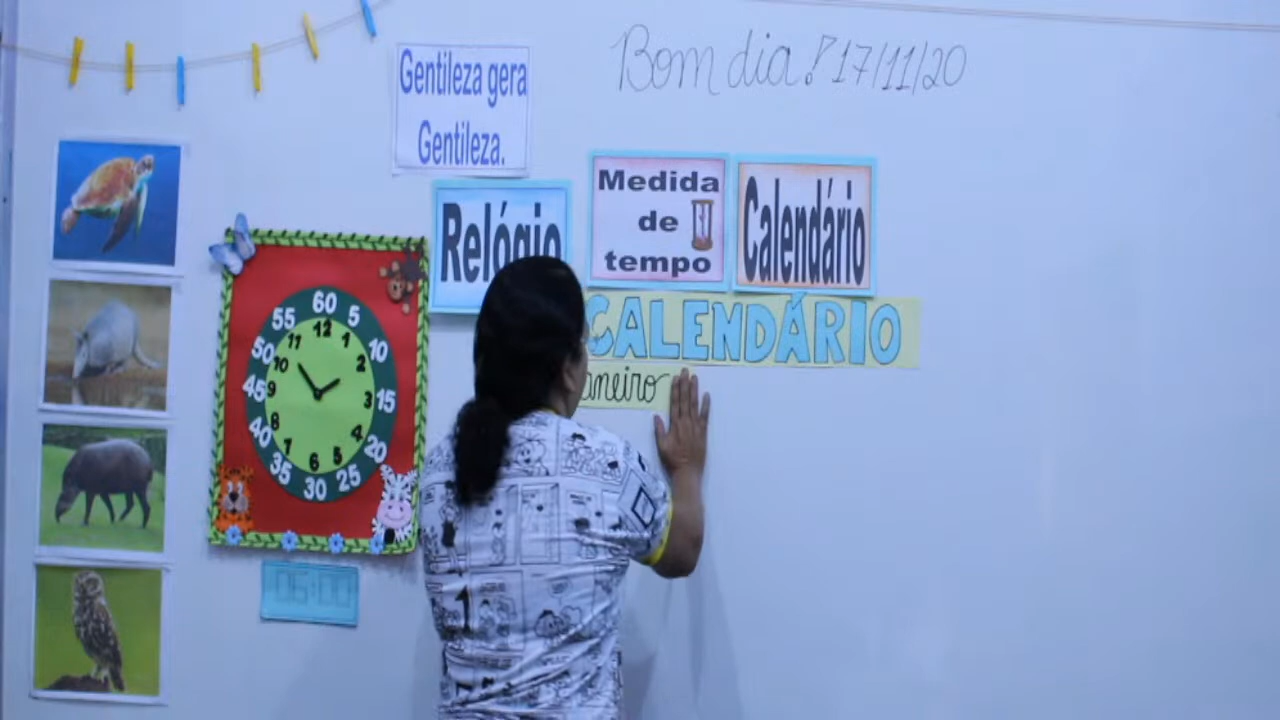 Bom dia! 17/11/20
Gentileza gera
Gentileza.
Relógio
Medida
de
tempo
Calendário
CALENDÁRIO
aneiro
60
5
10
15
20
25
30
35
40
45
50
55
12
1
2
3
4
5
6
7
8
9
10
11
06:00